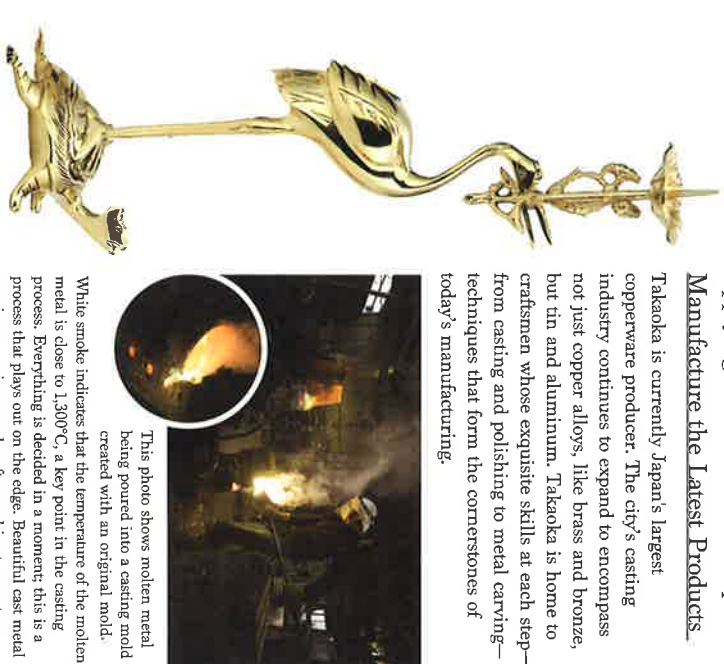 Manufacture the Latest Products
Takaoka is currently Japan's largest
copperware producer. The city's casting
industry continues to expand to encompass
not just copper alloys, like brass and bronze,
but tin and aluminum. Takaoka is home to
craftsmen whose exquisite skills at each step—
from casting and polishing to metal carving—
techniques that form the cornerstones of
today's manufacturing.
This photo shows molten metal
being poured into a casting mold
created with an original mold.
White smoke indicates that the temperature of the molten
metal is close to 1,300°C, a key point in the casting
process. Everything is decided in a moment; this is a
process that plays out on the edge. Beautiful cast metal